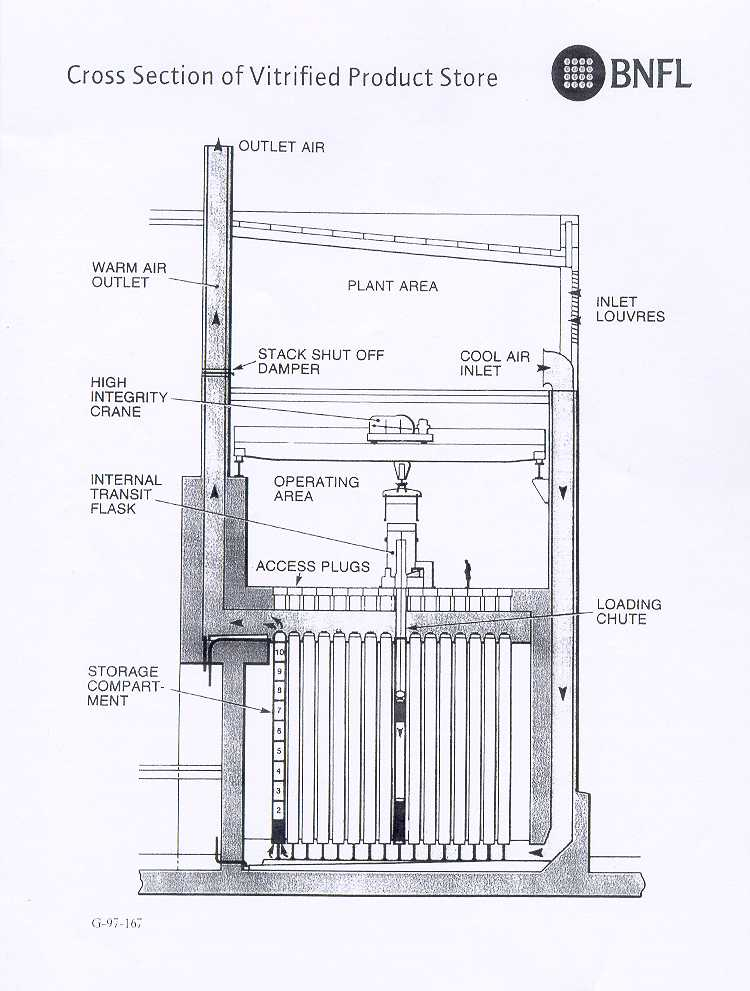 Cross Section of Vitrified Product Store
BNFL
OUTLET AIR
WARM AIR
OUTLET
PLANT AREA
INLET
LOUVRES
STACK SHUT OFF
DAMPER
COOL AIR
INLET
HIGH
INTEGRITY
CRANE
INTERNAL
TRANSIT
FLASK
OPERATING
AREA
ACCESS PLUGS
LOADING
CHUTE
STORAGE
COMPART-
MENT
10
9
8
7
6
5
4
3
2
G-97-167